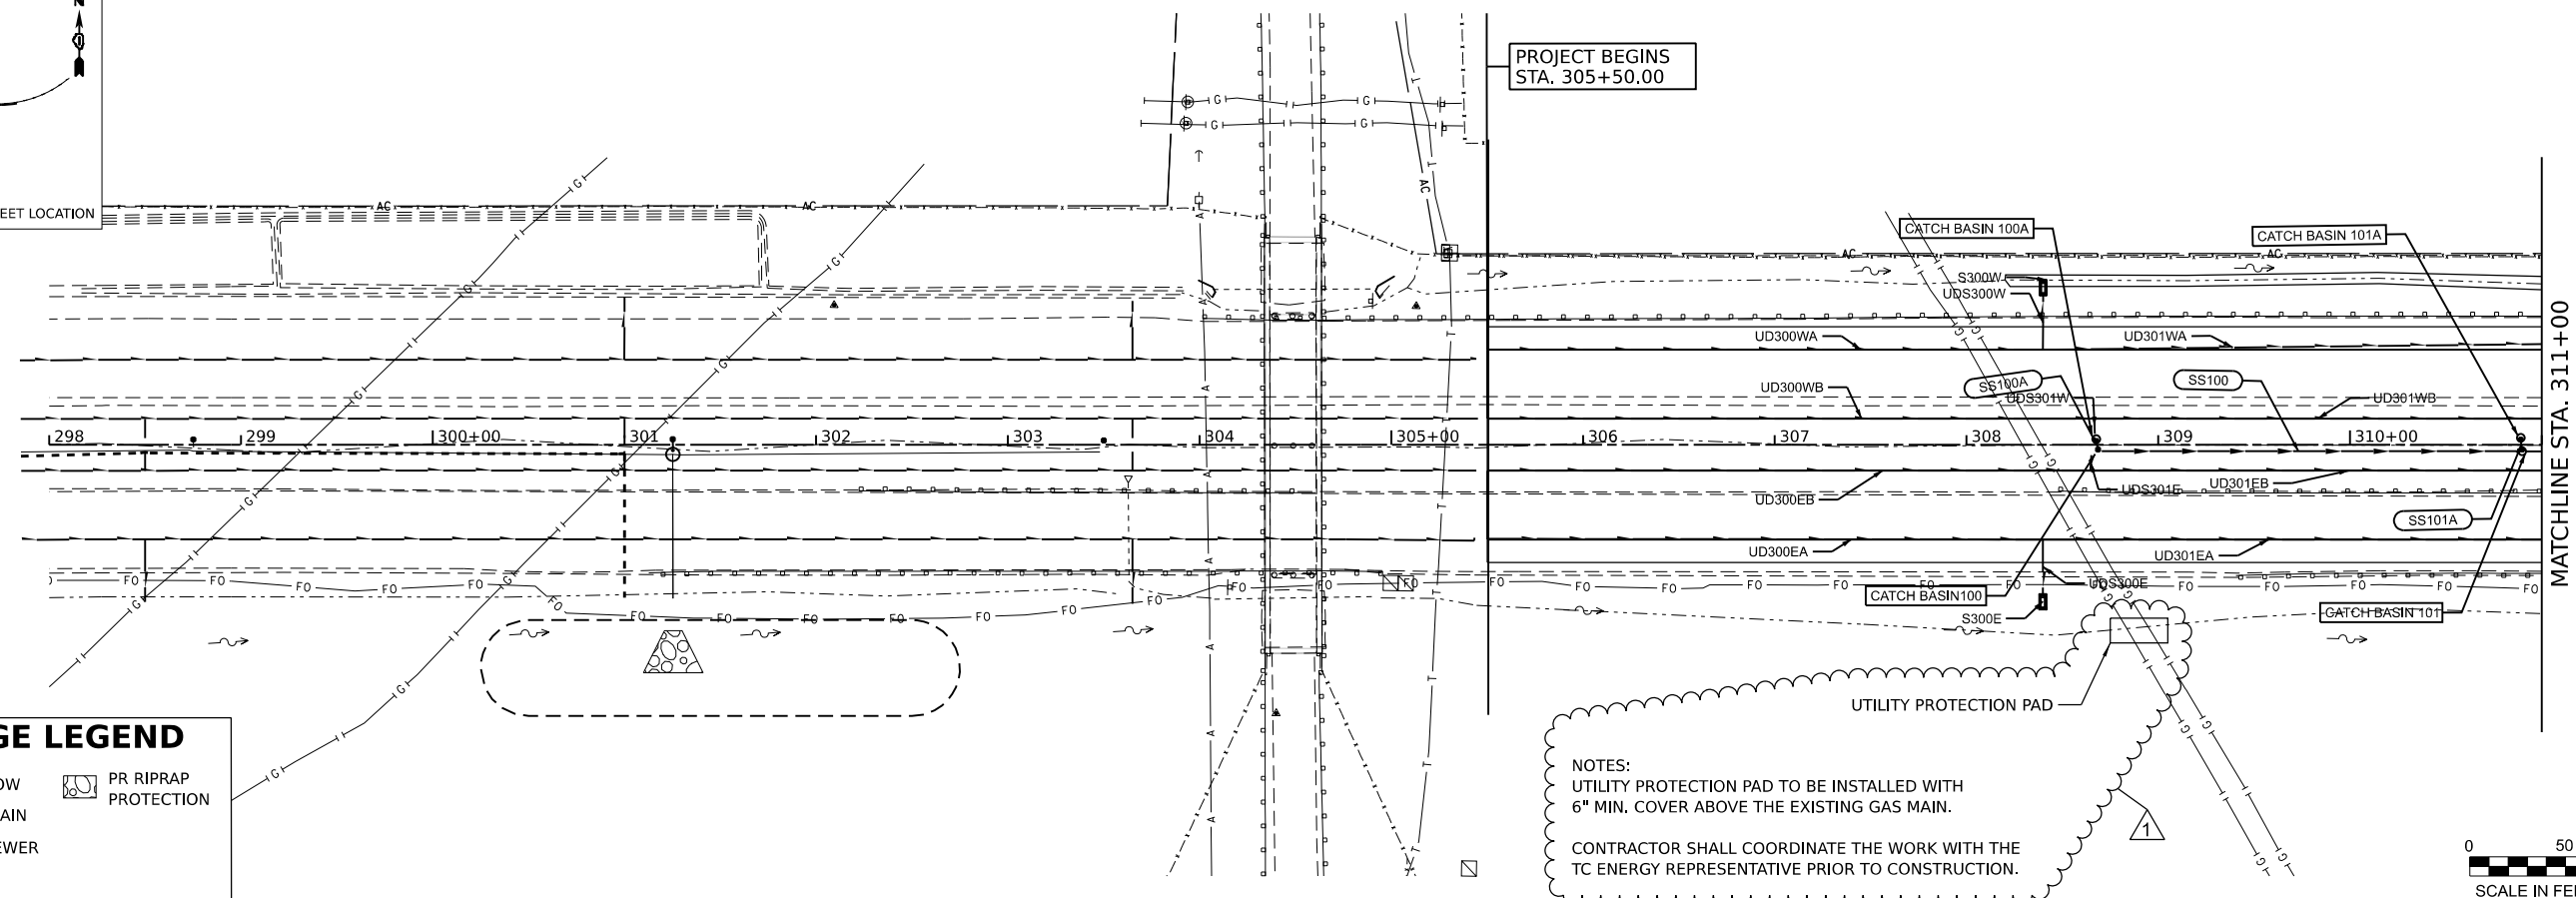 N
EET LOCATION
PROJECT BEGINS
STA. 305+50.00
AC
AC
AC
AC
AC
G
G
G
G
CATCH BASIN 100A
CATCH BASIN 101A
S300W
UDS300W
UD300WA
UD301WA
UD300WB
SS100A
UDS301W
SS100
UD301WB
298
299
300+00
301
302
303
304
305+00
306
307
308
309
310+00
UD300EB
UDS301E
UD301EB
SS101A
UD300EA
UD301EA
UDS300E
FO
CATCH BASIN100
CATCH BASIN 101
S300E
MATCHLINE STA. 311+00
UTILITY PROTECTION PAD
NOTES:
UTILITY PROTECTION PAD TO BE INSTALLED WITH
6" MIN. COVER ABOVE THE EXISTING GAS MAIN.
CONTRACTOR SHALL COORDINATE THE WORK WITH THE
TC ENERGY REPRESENTATIVE PRIOR TO CONSTRUCTION.
1
GE LEGEND
OW
AIN
EWER
PR RIPRAP
PROTECTION
0 50
SCALE IN FE